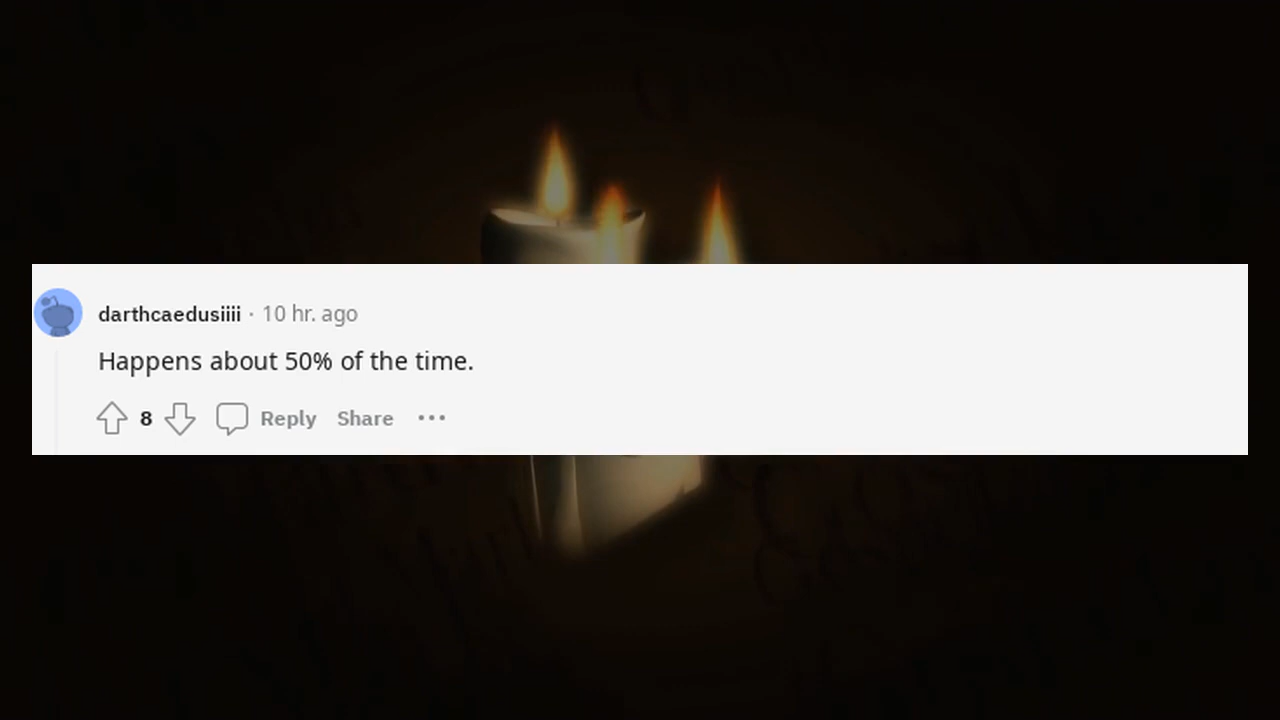 darthcaedusiiii · 10 hr. ago
Happens about 50% of the time.
8 Reply Share ···